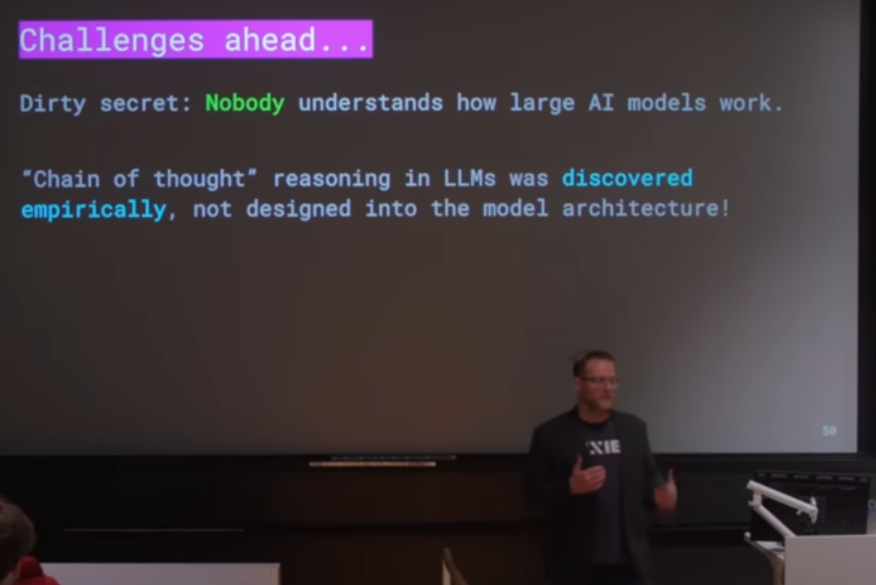 Challenges ahead...
Dirty secret: Nobody understands how large AI models work.
“Chain of thought” reasoning in LLMs was discovered
empirically, not designed into the model architecture!
50
XIE